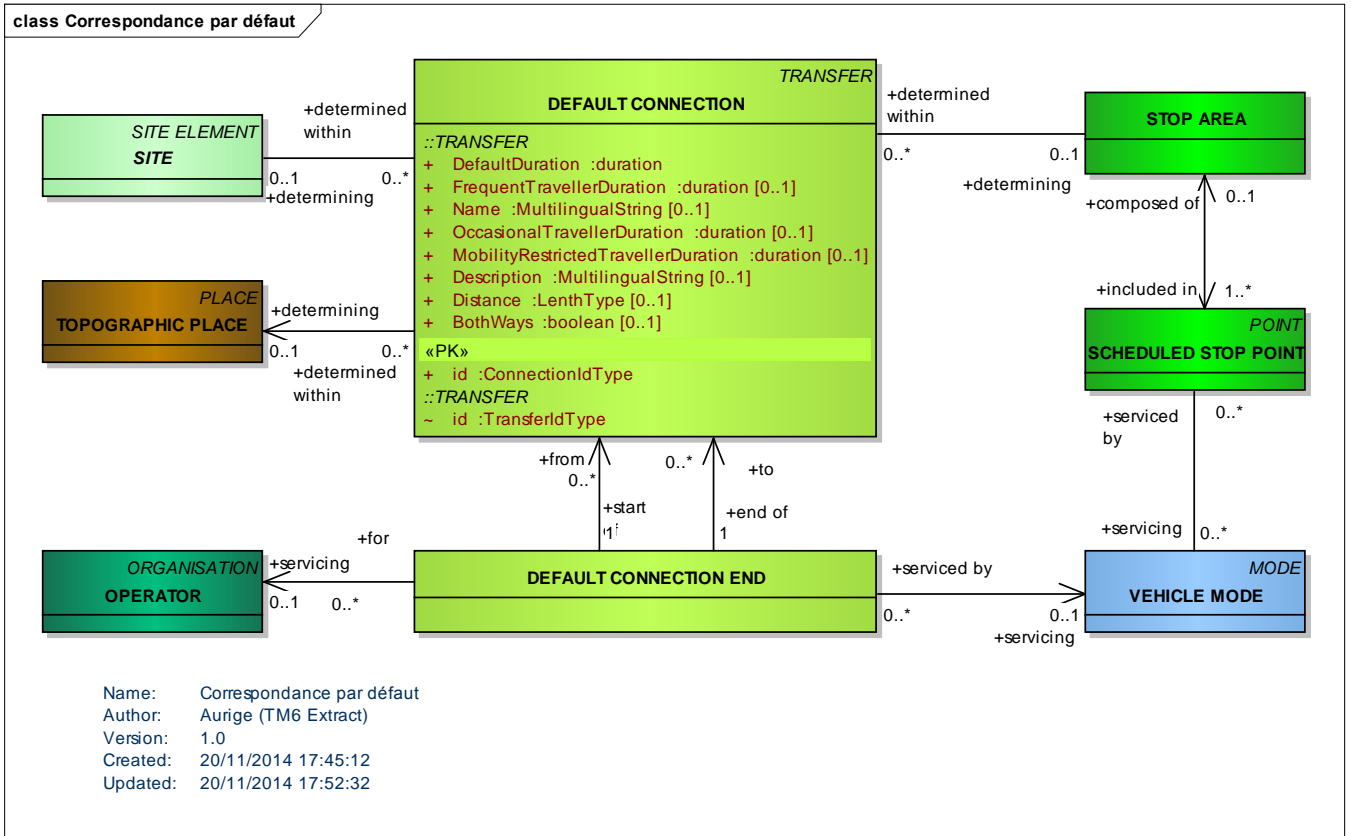 class Correspondance par défaut
TRANSFER
DEFAULT CONNECTION
::TRANSFER
+ DefaultDuration :duration
+ FrequentTravellerDuration :duration [0..1]
+ Name :MultilingualString [0..1]
+ OccasionalTravellerDuration :duration [0..1]
+ MobilityRestrictedTravellerDuration :duration [0..1]
+ Description :MultilingualString [0..1]
+ Distance :LenthType [0..1]
+ BothWays :boolean [0..1]
«PK»
+ id :ConnectionIdType
::TRANSFER
~ id :TransferIdType
SITE ELEMENT
SITE
+determined
within
0..1
0..*
+determining
PLACE
TOPOGRAPHIC PLACE
+determining
0..1
0..*
+determined
within
+determined
within
0..*
0..1
+determining
STOP AREA
+composed of
0..1
+included in
1..*
POINT
SCHEDULED STOP POINT
+serviced
by
0..*
+servicing
0..*
MODE
VEHICLE MODE
+from
0..*
0..*
+to
+start
1
+end of
1
DEFAULT CONNECTION END
+for
+servicing
0..1
0..*
ORGANISATION
OPERATOR
+serviced by
0..*
0..1
+servicing
Name: Correspondance par défaut
Author: Aurige (TM6 Extract)
Version: 1.0
Created: 20/11/2014 17:45:12
Updated: 20/11/2014 17:52:32